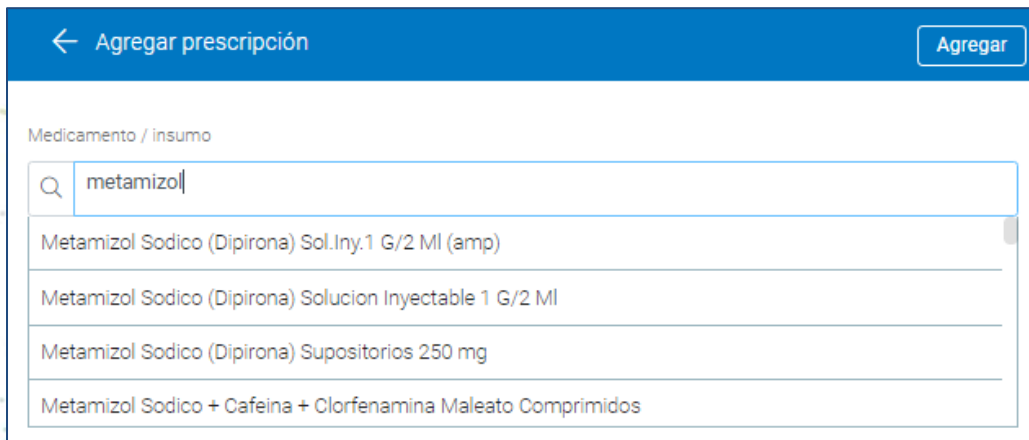 Agregar prescripción
Agregar
Medicamento / insumo
metamizol
Metamizol Sodico (Dipirona) Sol.Iny.1 G/2 Ml (amp)
Metamizol Sodico (Dipirona) Solucion Inyectable 1 G/2 Ml
Metamizol Sodico (Dipirona) Supositorios 250 mg
Metamizol Sodico + Cafeina + Clorfenamina Maleato Comprimidos